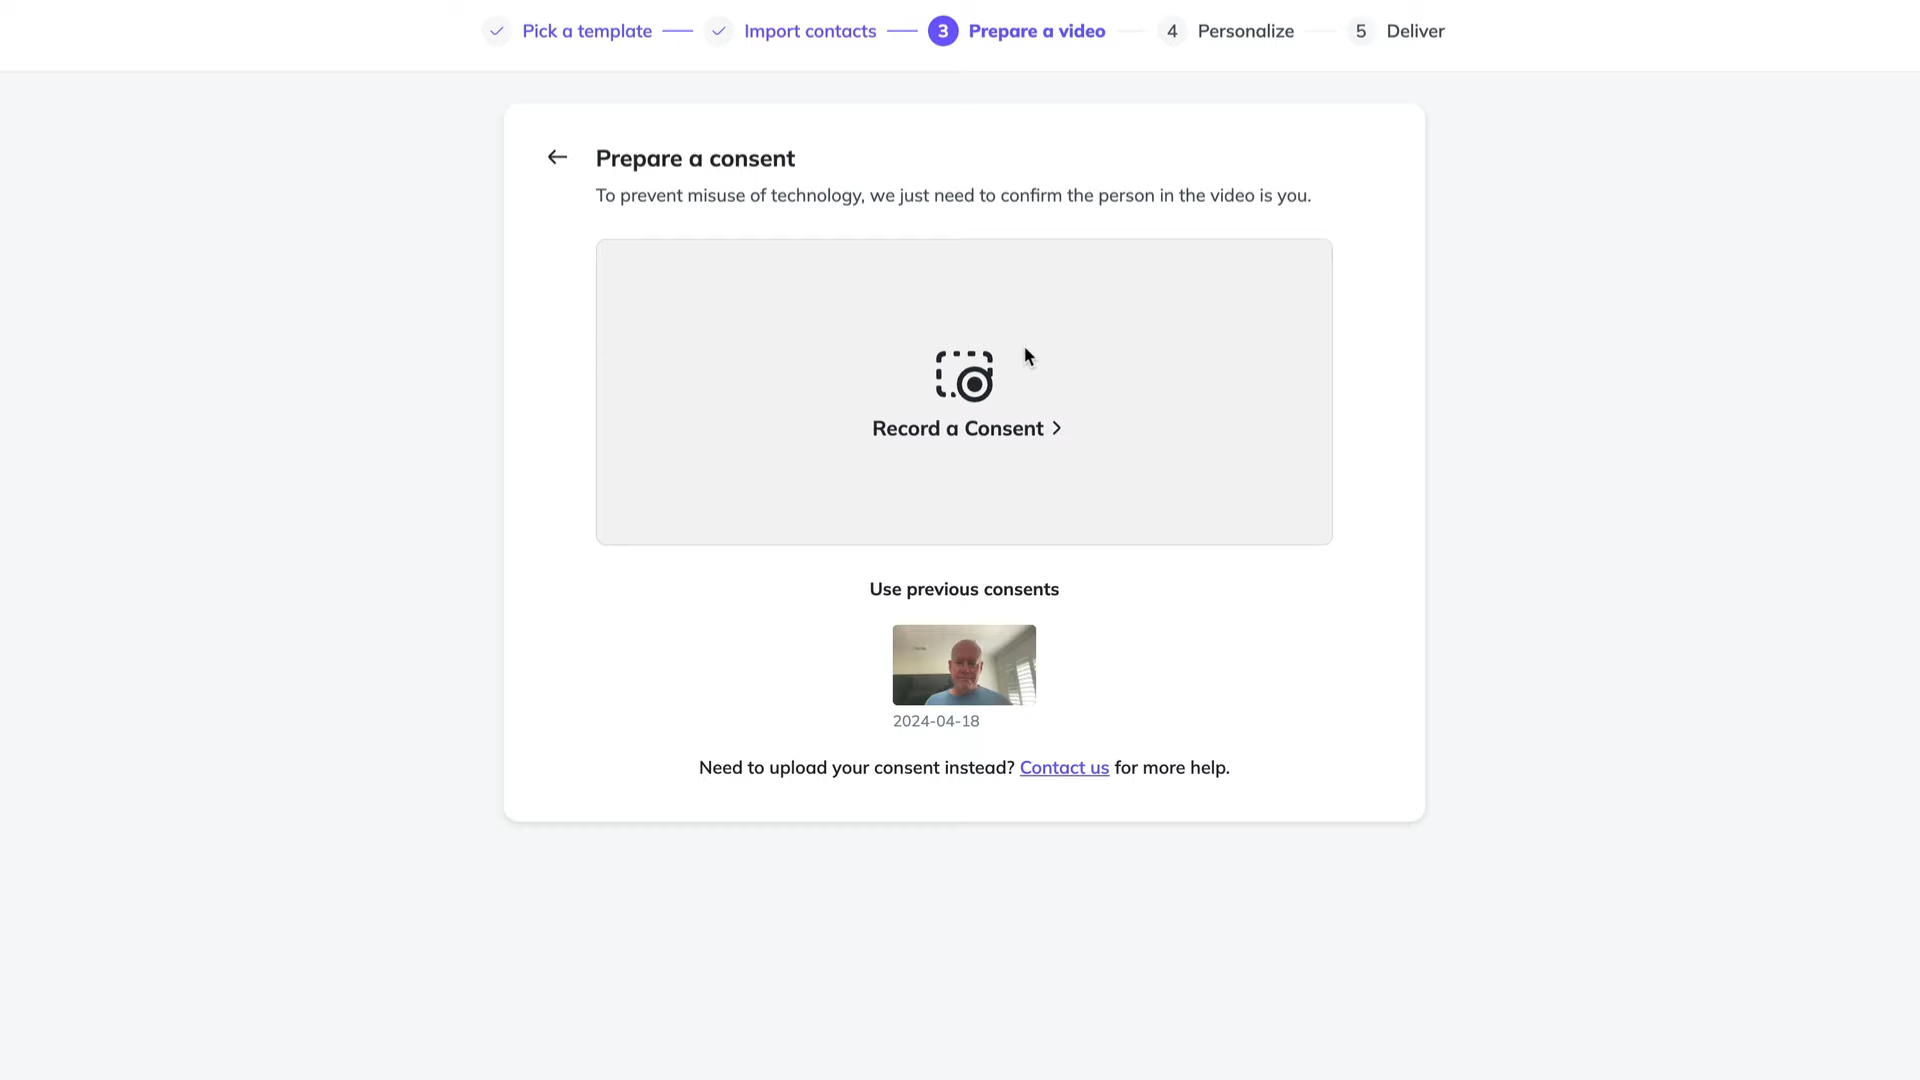 Pick a template
Import contacts
3 Prepare a video
4 Personalize
5 Deliver
Prepare a consent
To prevent misuse of technology, we just need to confirm the person in the video is you.
Record a Consent
Use previous consents
2024-04-18
Need to upload your consent instead? Contact us for more help.